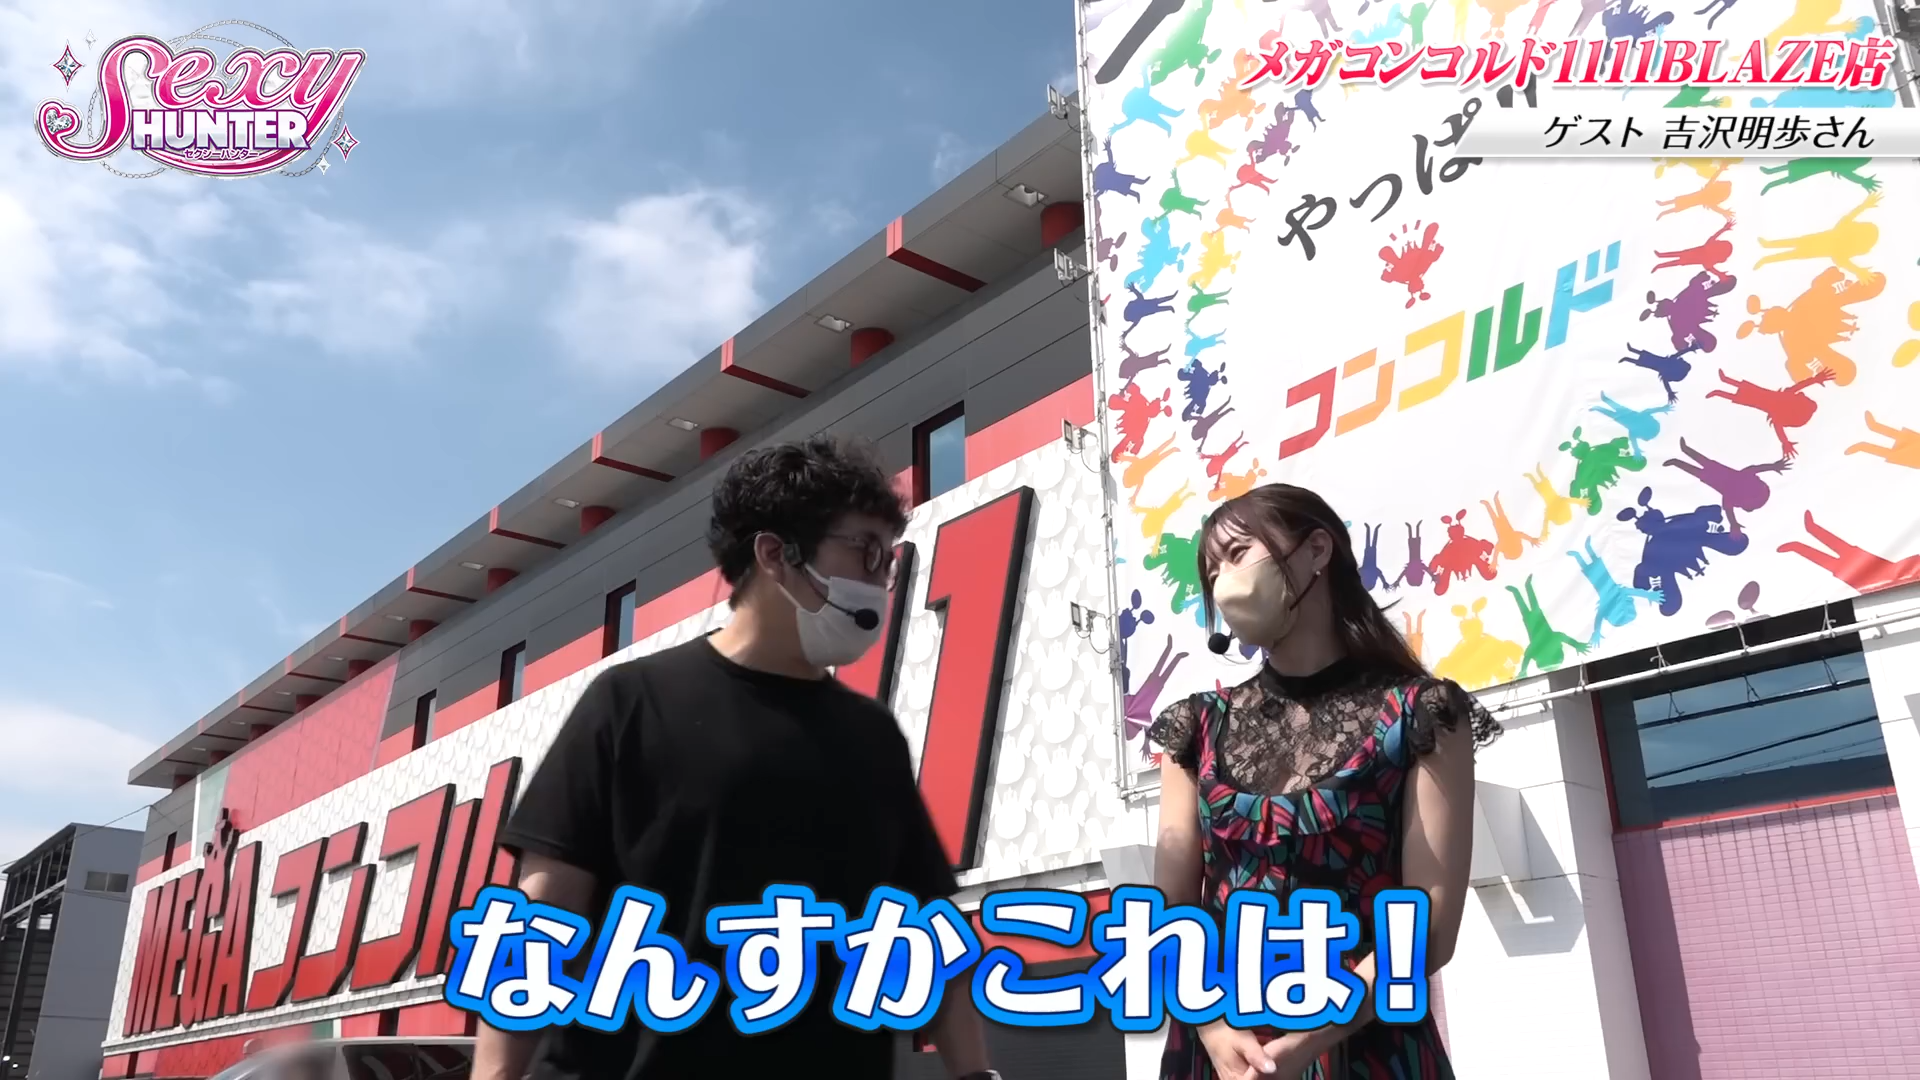 Sexy
HUNTER
セクシーハンター
メガコンコルド1111BLAZE店
ゲスト 吉沢明歩さん
やっぱ
コンコルド
1
MEGAコンコル
なんすかこれは!